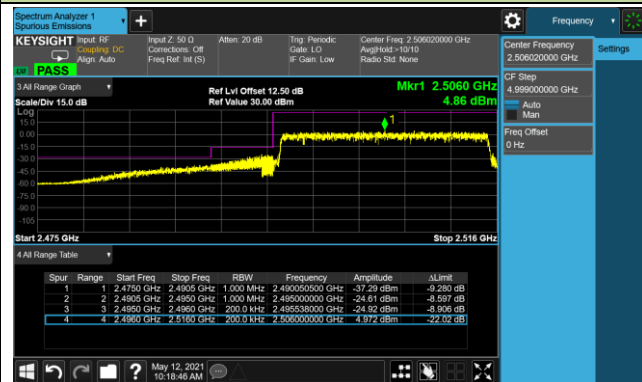 Spectrum Analyzer 1
Spurious Emissions
Frequency
KEYSIGHT
Input: RF
Coupling: DC
Align: Auto
Input Z: 50 Ω
Corrections: Off
Freq Ref: Int (S)
Atten: 20 dB
Trig: Periodic
Gate: LO
IF Gain: Low
Center Freq: 2.506020000 GHz
Avg|Hold:>10/10
Radio Std: None
PASS
Center Frequency
2.506020000 GHz
Settings
CF Step
4.999000000 GHz
Auto
Man
Freq Offset
0 Hz
3 All Range Graph
Scale/Div 15.0 dB
Ref Lvl Offset 12.50 dB
Ref Value 30.00 dBm
Mkr1 2.5060 GHz
4.86 dBm
Log
15.0
0.00
-15.0
-30.0
-45.0
-60.0
-75.0
-90.0
-105
1
Start 2.475 GHz
Stop 2.516 GHz
4 All Range Table
Spur Range Start Freq Stop Freq RBW Frequency Amplitude ΔLimit
1 1 2.4750 GHz 2.4905 GHz 1.000 MHz 2.490050500 GHz -37.29 dBm -9.280 dB
2 2 2.4905 GHz 2.4950 GHz 1.000 MHz 2.495000000 GHz -24.61 dBm -8.597 dB
3 3 2.4950 GHz 2.4960 GHz 200.0 kHz 2.495538000 GHz -24.92 dBm -8.906 dB
4 4 2.4960 GHz 2.5160 GHz 200.0 kHz 2.506000000 GHz 4.972 dBm -22.02 dB
May 12, 2021
10:18:46 AM